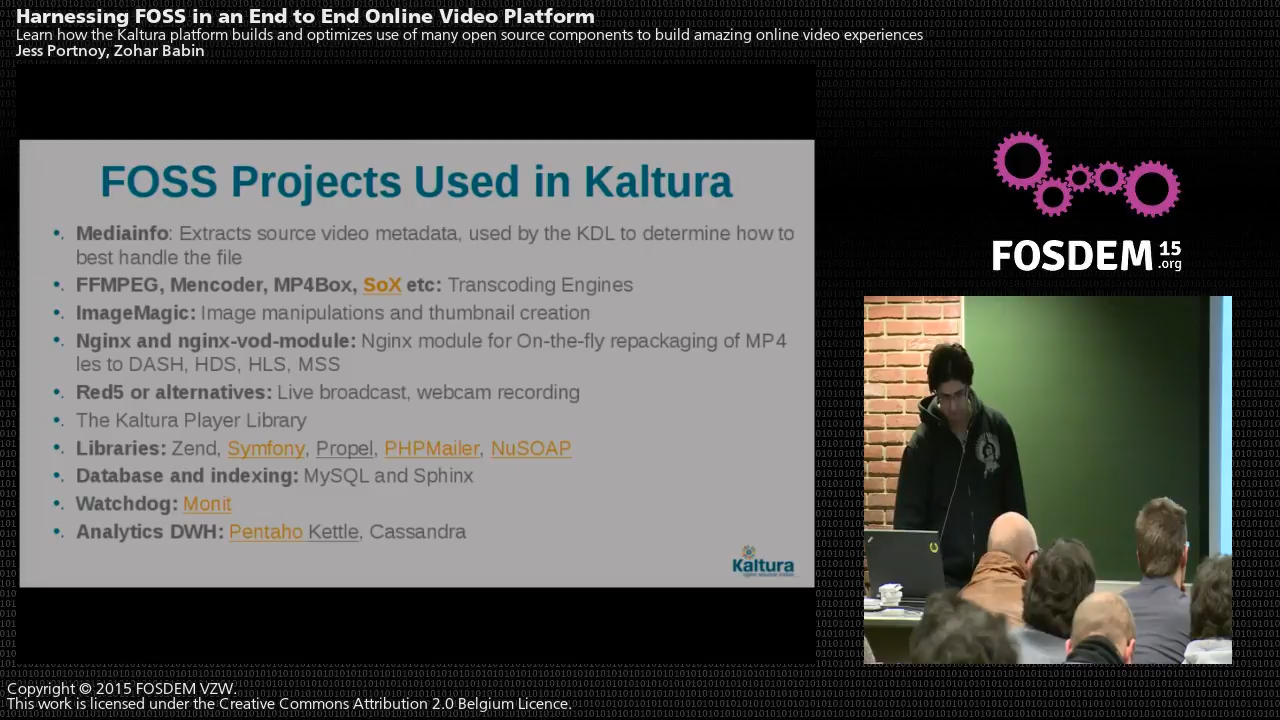 Harnessing FOSS in an End to End Online Video Platform
Learn how the Kaltura platform builds and optimizes use of many open source components to build amazing online video experiences
Jess Portnoy, Zohar Babin
FOSS Projects Used in Kaltura
•. Mediainfo: Extracts source video metadata, used by the KDL to determine how to
best handle the file
•. FFMPEG, Mencoder, MP4Box, SoX etc: Transcoding Engines
•. ImageMagic: Image manipulations and thumbnail creation
•. Nginx and nginx-vod-module: Nginx module for On-the-fly repackaging of MP4
les to DASH, HDS, HLS, MSS
•. Red5 or alternatives: Live broadcast, webcam recording
•. The Kaltura Player Library
•. Libraries: Zend, Symfony, Propel, PHPMailer, NuSOAP
•. Database and indexing: MySQL and Sphinx
•. Watchdog: Monit
•. Analytics DWH: Pentaho Kettle, Cassandra
Kaltura
FOSDEM 15
.org
Copyright © 2015 FOSDEM VZW.
This work is licensed under the Creative Commons Attribution 2.0 Belgium Licence.